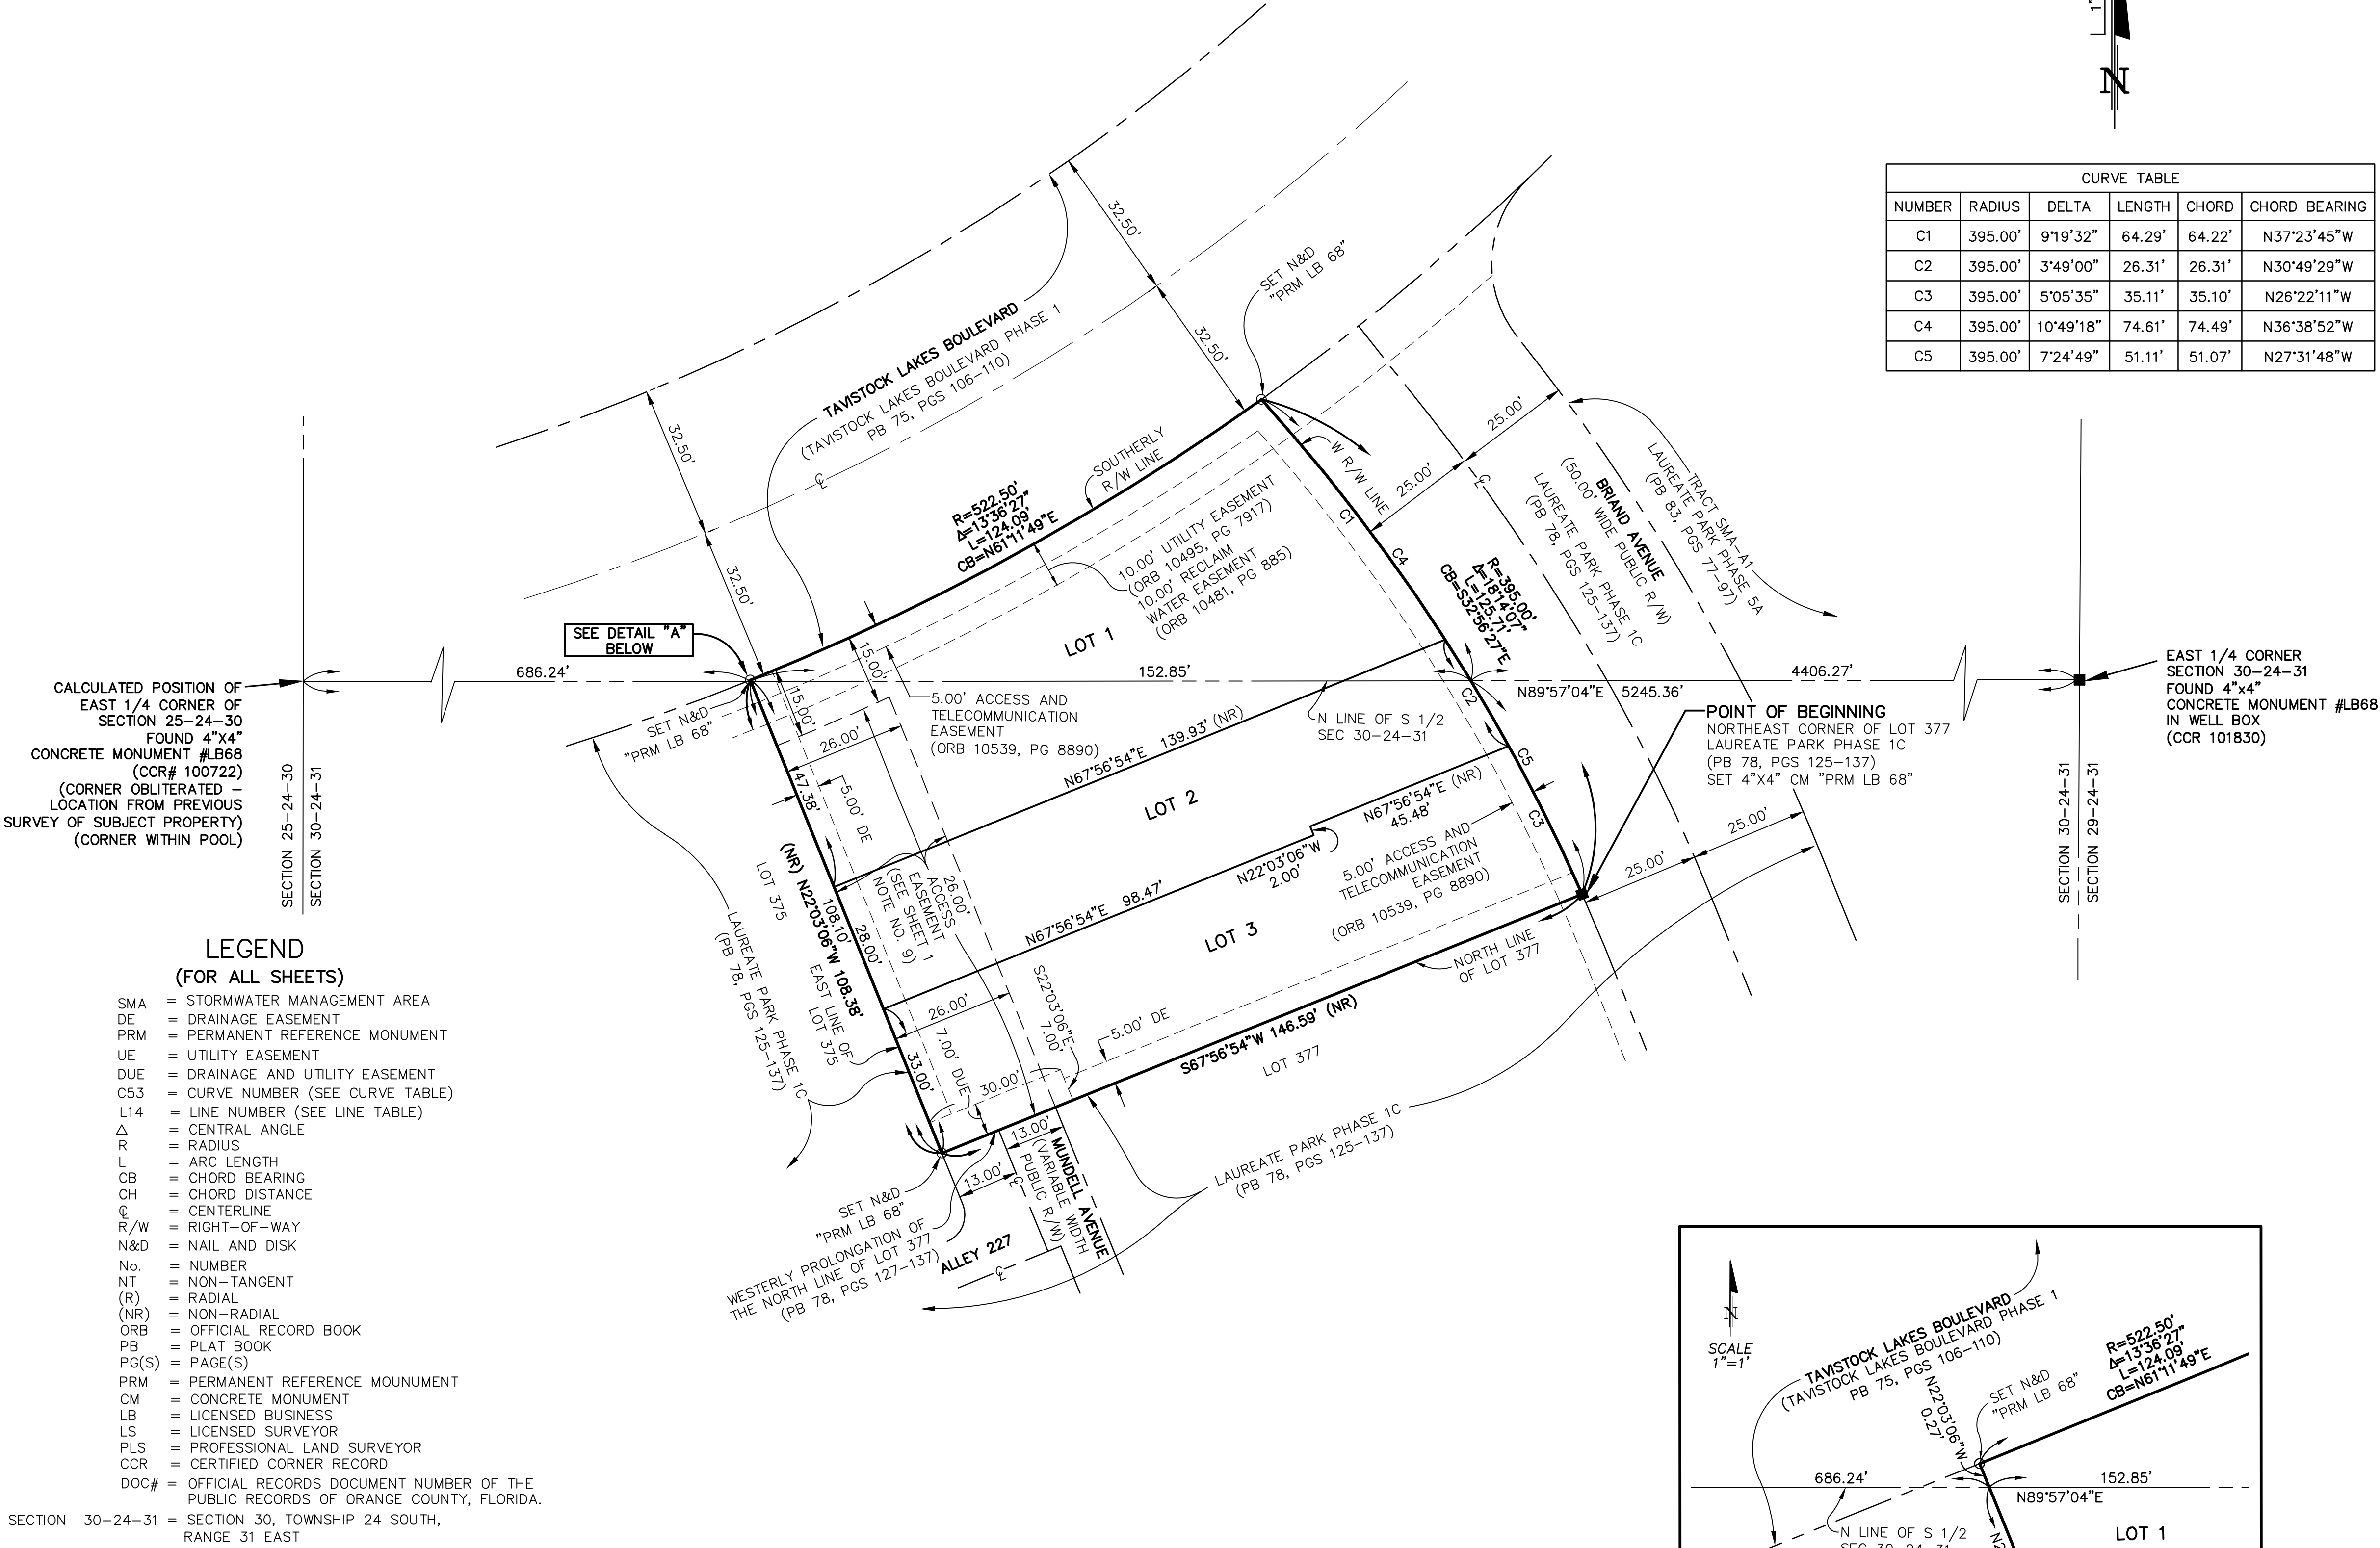 1"
N
CURVE TABLE
NUMBER RADIUS DELTA LENGTH CHORD CHORD BEARING
C1 395.00' 9°19'32" 64.29' 64.22' N37°23'45"W
C2 395.00' 3°49'00" 26.31' 26.31' N30°49'29"W
C3 395.00' 5°05'35" 35.11' 35.10' N26°22'11"W
C4 395.00' 10°49'18" 74.61' 74.49' N36°38'52"W
C5 395.00' 7°24'49" 51.11' 51.07' N27°31'48"W
32.50'
32.50'
SET N&D
"PRM LB 68"
TAVISTOCK LAKES BOULEVARD
(TAVISTOCK LAKES BOULEVARD PHASE 1
PB 75, PGS 106-110)
℄
32.50'
32.50'
SOUTHERLY
R/W LINE
R=522.50'
Δ=13°36'27"
L=124.09'
CB=N61°11'49"E
W R/W LINE
25.00'
25.00'
℄
10.00' UTILITY EASEMENT
(ORB 10495, PG 7917)
10.00' RECLAIM
WATER EASEMENT
(ORB 10481, PG 885)
C1
C4
R=395.00'
Δ=18°14'07"
L=125.71'
CB=S32°56'27"E
BRIAND AVENUE
(50.00' WIDE PUBLIC R/W)
LAUREATE PARK PHASE 1C
(PB 78, PGS 125-137)
TRACT SMA-A1
LAUREATE PARK PHASE 5A
(PB 83, PGS 77-97)
SEE DETAIL "A"
BELOW
LOT 1
CALCULATED POSITION OF
EAST 1/4 CORNER OF
SECTION 25-24-30
FOUND 4"X4"
CONCRETE MONUMENT #LB68
(CCR# 100722)
(CORNER OBLITERATED -
LOCATION FROM PREVIOUS
SURVEY OF SUBJECT PROPERTY)
(CORNER WITHIN POOL)
SECTION 25-24-30
SECTION 30-24-31
686.24'
152.85'
N89°57'04"E 5245.36'
4406.27'
EAST 1/4 CORNER
SECTION 30-24-31
FOUND 4"x4"
CONCRETE MONUMENT #LB68
IN WELL BOX
(CCR 101830)
SECTION 30-24-31
SECTION 29-24-31
SET N&D
"PRM LB 68"
15.00'
15.00'
26.00'
5.00' ACCESS AND
TELECOMMUNICATION
EASEMENT
(ORB 10539, PG 8890)
N LINE OF S 1/2
SEC 30-24-31
C2
POINT OF BEGINNING
NORTHEAST CORNER OF LOT 377
LAUREATE PARK PHASE 1C
(PB 78, PGS 125-137)
SET 4"X4" CM "PRM LB 68"
N67°56'54"E 139.93' (NR)
47.38'
5.00' DE
LOT 2
C5
N67°56'54"E (NR)
45.48'
C3
25.00'
25.00'
N22°03'06"W
2.00'
5.00' ACCESS AND
TELECOMMUNICATION
EASEMENT
(ORB 10539, PG 8890)
(NR) N22°03'06"W 108.38'
LOT 375
108.10'
28.00'
26.00'
ACCESS
EASEMENT
(SEE SHEET 1
NOTE NO. 9)
N67°56'54"E 98.47'
LOT 3
NORTH LINE
OF LOT 377
LAUREATE PARK PHASE 1C
(PB 78, PGS 125-137)
EAST LINE OF
LOT 375
26.00'
33.00'
7.00' DUE
S22°03'06"E
7.00'
5.00' DE
30.00'
S67°56'54"W 146.59' (NR)
LOT 377
13.00'
13.00'
℄
MUNDELL AVENUE
(VARIABLE WIDTH
PUBLIC R/W)
LAUREATE PARK PHASE 1C
(PB 78, PGS 125-137)
SET N&D
"PRM LB 68"
WESTERLY PROLONGATION OF
THE NORTH LINE OF LOT 377
(PB 78, PGS 127-137)
ALLEY 227
℄
LEGEND
(FOR ALL SHEETS)
SMA = STORMWATER MANAGEMENT AREA
DE = DRAINAGE EASEMENT
PRM = PERMANENT REFERENCE MONUMENT
UE = UTILITY EASEMENT
DUE = DRAINAGE AND UTILITY EASEMENT
C53 = CURVE NUMBER (SEE CURVE TABLE)
L14 = LINE NUMBER (SEE LINE TABLE)
Δ = CENTRAL ANGLE
R = RADIUS
L = ARC LENGTH
CB = CHORD BEARING
CH = CHORD DISTANCE
℄ = CENTERLINE
R/W = RIGHT-OF-WAY
N&D = NAIL AND DISK
No. = NUMBER
NT = NON-TANGENT
(R) = RADIAL
(NR) = NON-RADIAL
ORB = OFFICIAL RECORD BOOK
PB = PLAT BOOK
PG(S) = PAGE(S)
PRM = PERMANENT REFERENCE MOUNUMENT
CM = CONCRETE MONUMENT
LB = LICENSED BUSINESS
LS = LICENSED SURVEYOR
PLS = PROFESSIONAL LAND SURVEYOR
CCR = CERTIFIED CORNER RECORD
DOC# = OFFICIAL RECORDS DOCUMENT NUMBER OF THE
PUBLIC RECORDS OF ORANGE COUNTY, FLORIDA.
SECTION 30-24-31 = SECTION 30, TOWNSHIP 24 SOUTH,
RANGE 31 EAST
N
SCALE
1"=1'
TAVISTOCK LAKES BOULEVARD
(TAVISTOCK LAKES BOULEVARD PHASE 1
PB 75, PGS 106-110)
N22°03'06"W
0.27'
SET N&D
"PRM LB 68"
R=522.50'
Δ=13°36'27"
L=124.09'
CB=N61°11'49"E
686.24'
152.85'
N89°57'04"E
N LINE OF S 1/2
SEC 30-24-31
LOT 1